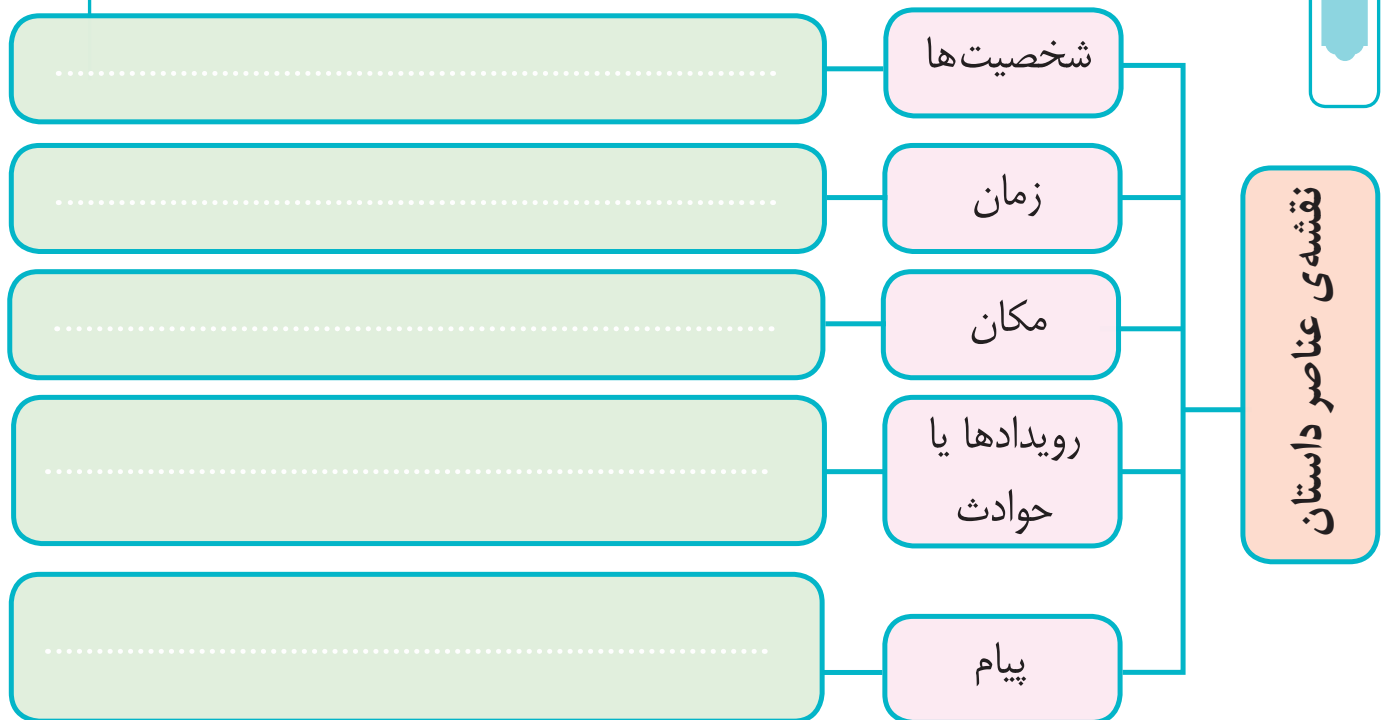 نقشه‌ی عناصر داستان
شخصیت‌ها
زمان
مکان
رویدادها یا
حوادث
پیام